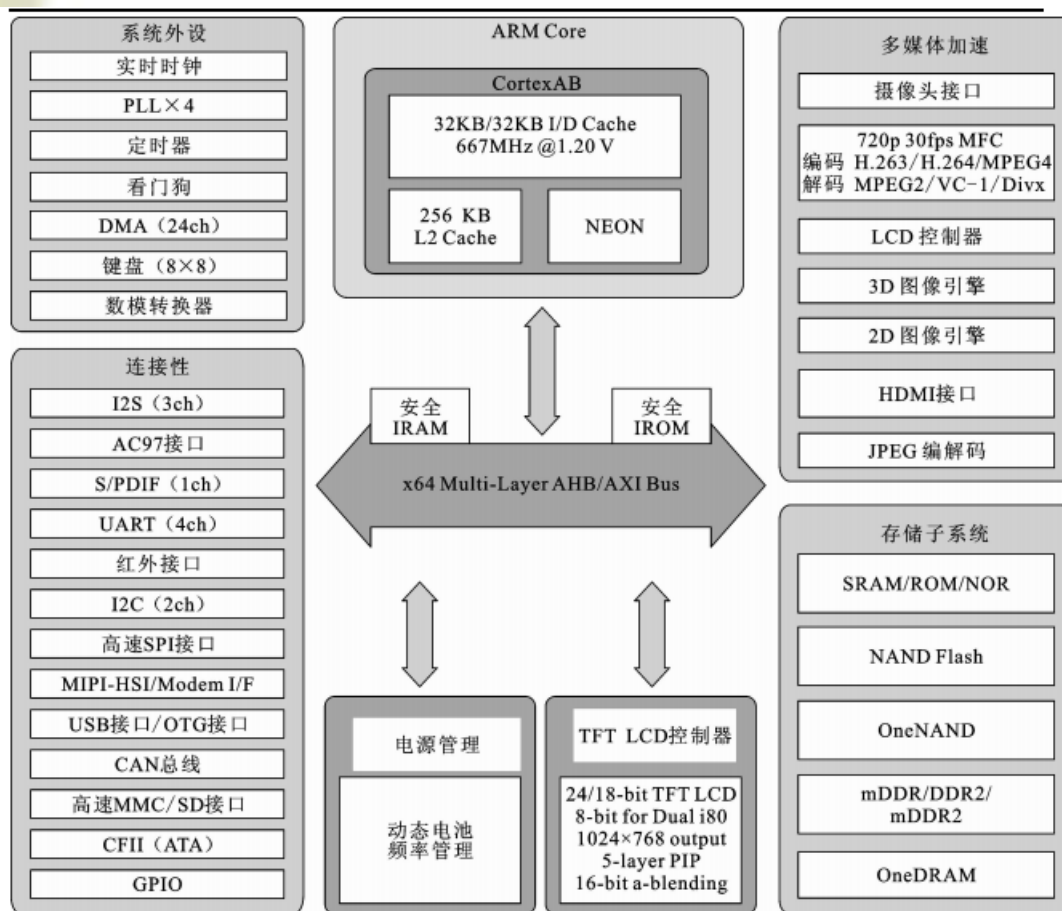 系统外设
实时时钟
PLL×4
定时器
看门狗
DMA（24ch）
键盘（8×8）
数模转换器
连接性
I2S（3ch）
AC97接口
S/PDIF（1ch）
UART（4ch）
红外接口
I2C（2ch）
高速SPI接口
MIPI-HSI/Modem I/F
USB接口/OTG接口
CAN总线
高速MMC/SD接口
CFII（ATA）
GPIO
ARM Core
CortexAB
32KB/32KB I/D Cache
667MHz @1.20 V
256 KB
L2 Cache
NEON
安全
IRAM
安全
IROM
x64 Multi-Layer AHB/AXI Bus
电源管理
动态电池
频率管理
TFT LCD控制器
24/18-bit TFT LCD
8-bit for Dual i80
1024×768 output
5-layer PIP
16-bit a-blending
多媒体加速
摄像头接口
720p 30fps MFC
编码 H.263/H.264/MPEG4
解码 MPEG2/VC-1/Divx
LCD 控制器
3D 图像引擎
2D 图像引擎
HDMI接口
JPEG 编解码
存储子系统
SRAM/ROM/NOR
NAND Flash
OneNAND
mDDR/DDR2/
mDDR2
OneDRAM